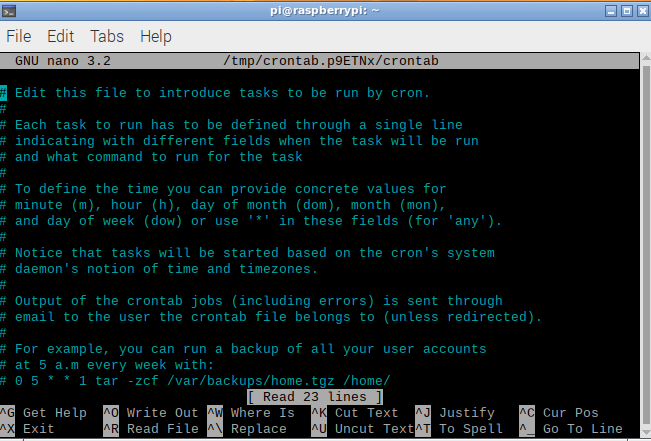 pi@raspberrypi: ~
File Edit Tabs Help
GNU nano 3.2 /tmp/crontab.p9ETNx/crontab
# Edit this file to introduce tasks to be run by cron.
#
# Each task to run has to be defined through a single line
# indicating with different fields when the task will be run
# and what command to run for the task
#
# To define the time you can provide concrete values for
# minute (m), hour (h), day of month (dom), month (mon),
# and day of week (dow) or use '*' in these fields (for 'any').
#
# Notice that tasks will be started based on the cron's system
# daemon's notion of time and timezones.
#
# Output of the crontab jobs (including errors) is sent through
# email to the user the crontab file belongs to (unless redirected).
#
# For example, you can run a backup of all your user accounts
# at 5 a.m every week with:
# 0 5 * * 1 tar -zcf /var/backups/home.tgz /home/
[ Read 23 lines ]
^G Get Help ^O Write Out ^W Where Is ^K Cut Text ^J Justify ^C Cur Pos
^X Exit ^R Read File ^\ Replace ^U Uncut Text ^T To Spell ^_ Go To Line